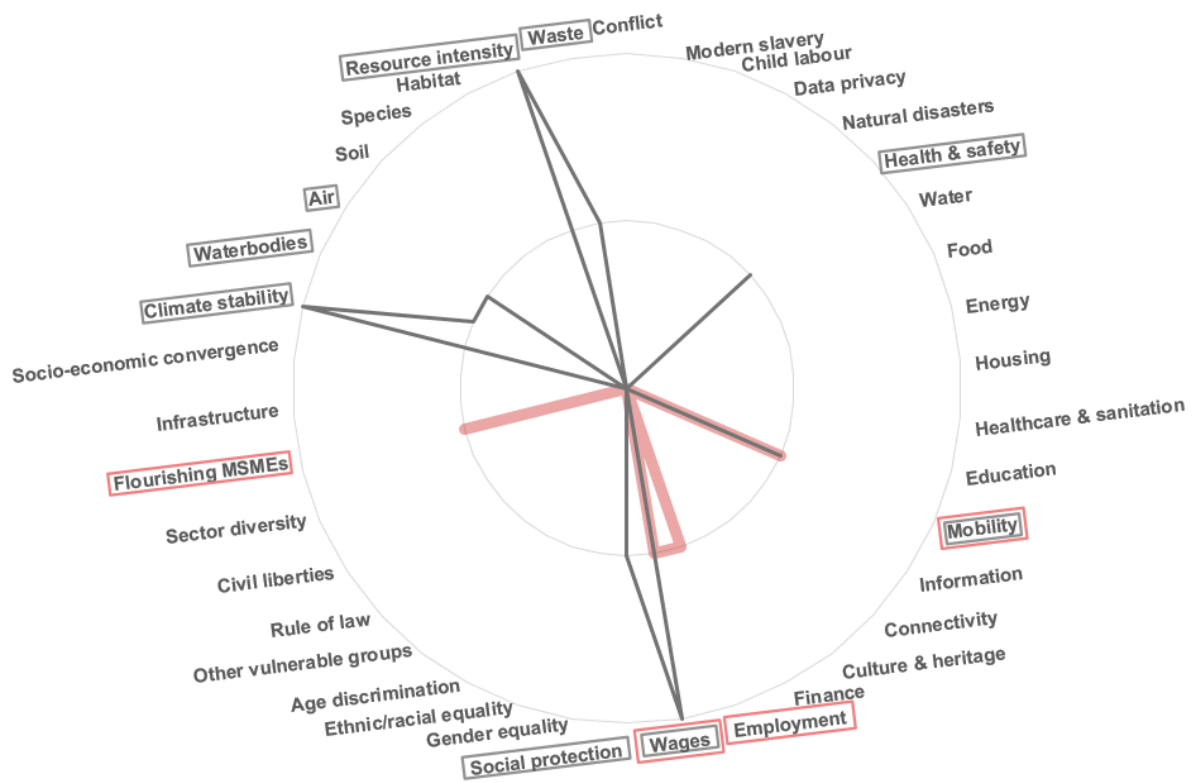 Conflict
Modern slavery
Child labour
Data privacy
Natural disasters
Health & safety
Water
Food
Energy
Housing
Healthcare & sanitation
Education
Mobility
Information
Connectivity
Culture & heritage
Finance
Employment
Wages
Social protection
Gender equality
Ethnic/racial equality
Age discrimination
Other vulnerable groups
Rule of law
Civil liberties
Sector diversity
Flourishing MSMEs
Infrastructure
Socio-economic convergence
Climate stability
Waterbodies
Air
Soil
Species
Habitat
Resource intensity
Waste